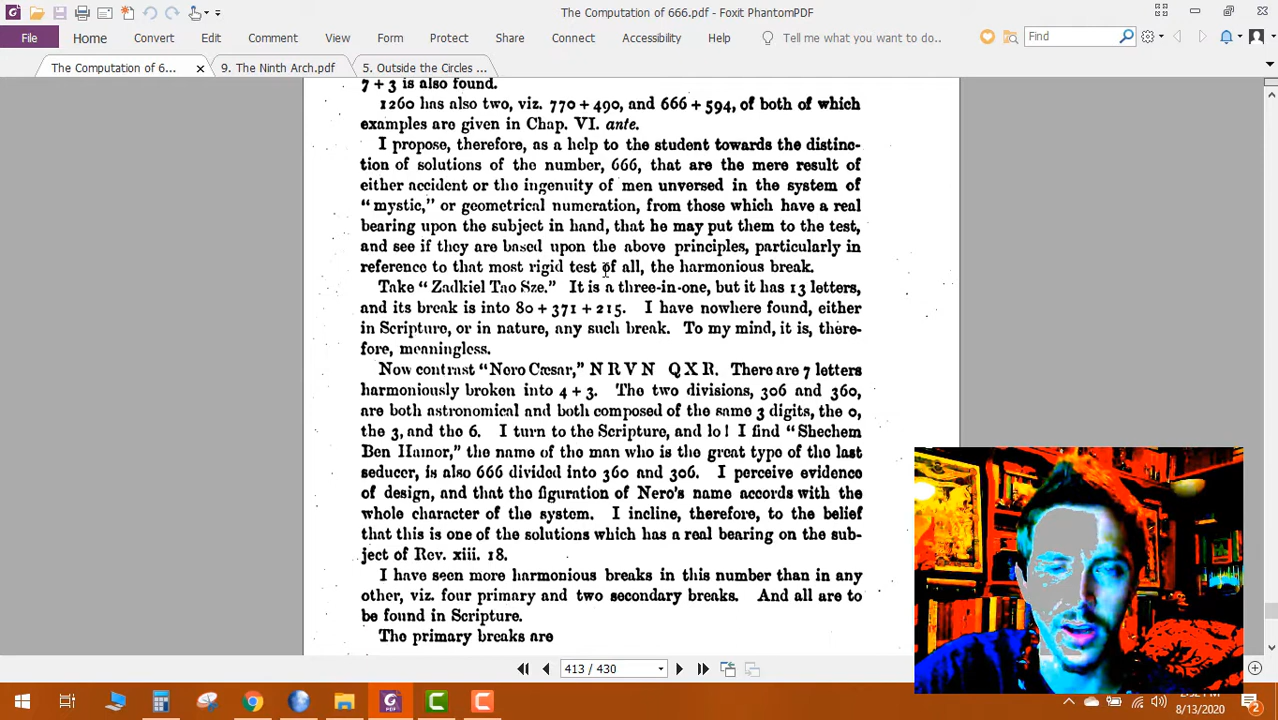 The Computation of 666.pdf - Foxit PhantomPDF
File Home Convert Edit Comment View Form Protect Share Connect Accessibility Help Tell me what you want to do.. Find
The Computation of 6... 9. The Ninth Arch.pdf 5. Outside the Circles ...
7 + 3 is also found.
1260 has also two, viz. 770 + 490, and 666 + 594, of both of which
examples are given in Chap. VI. ante.
I propose, therefore, as a help to the student towards the distinc-
tion of solutions of the number, 666, that are the mere result of
either accident or the ingenuity of men unversed in the system of
“mystic,” or geometrical numeration, from those which have a real
bearing upon the subject in hand, that he may put them to the test,
and see if they are based upon the above principles, particularly in
reference to that most rigid test of all, the harmonious break.
Take “Zadkiel Tao Sze.” It is a three-in-one, but it has 13 letters,
and its break is into 80 + 371 + 215. I have nowhere found, either
in Scripture, or in nature, any such break. To my mind, it is, there-
fore, meaningless.
Now contrast “Nero Cæsar,” N R V N Q X R. There are 7 letters
harmoniously broken into 4 + 3. The two divisions, 306 and 360,
are both astronomical and both composed of the same 3 digits, the 0,
the 3, and the 6. I turn to the Scripture, and lo! I find “Shechem
Ben Hamor,” the name of the man who is the great type of the last
seducer, is also 666 divided into 360 and 306. I perceive evidence
of design, and that the figuration of Nero's name accords with the
whole character of the system. I incline, therefore, to the belief
that this is one of the solutions which has a real bearing on the sub-
ject of Rev. xiii. 18.
I have seen more harmonious breaks in this number than in any
other, viz. four primary and two secondary breaks. And all are to
be found in Scripture.
The primary breaks are
413 / 430
8/13/2020
2